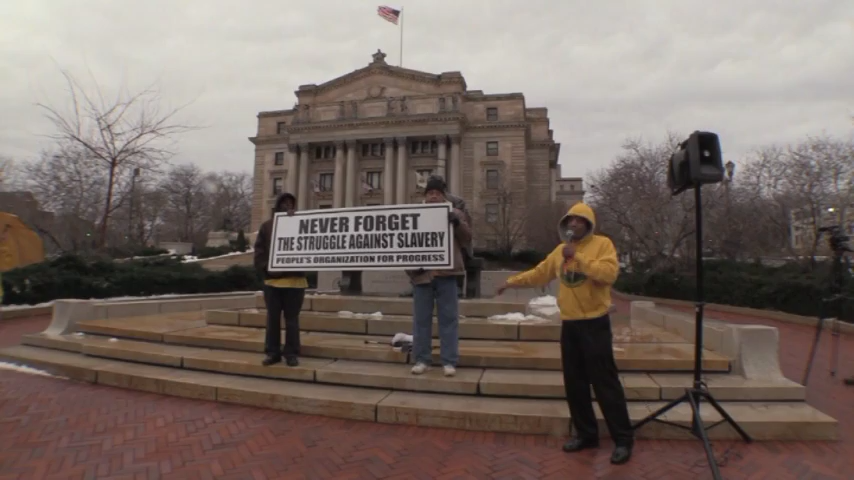 NEVER FORGET
THE STRUGGLE AGAINST SLAVERY
PEOPLE'S ORGANIZATION FOR PROGRESS